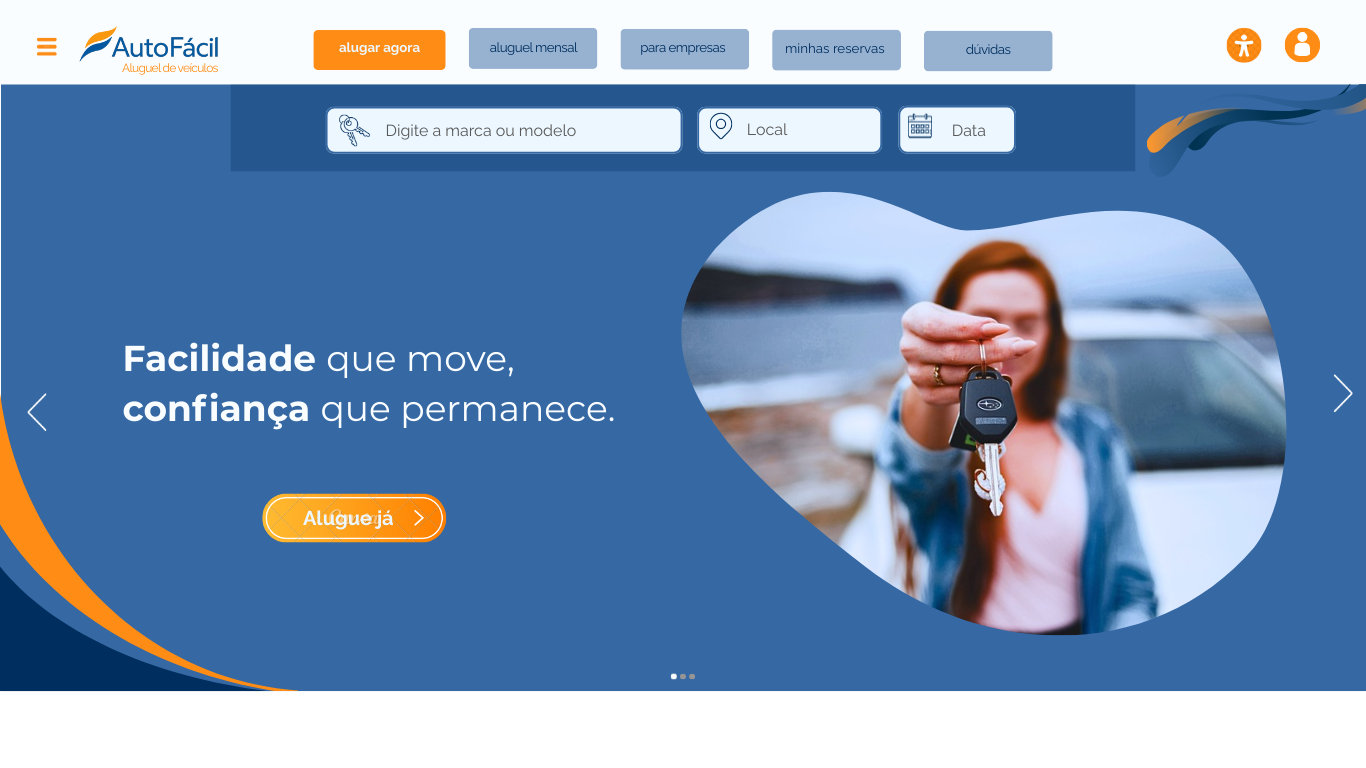 AutoFácil
Aluguel de veículos
alugar agora
aluguel mensal
para empresas
minhas reservas
dúvidas
Digite a marca ou modelo
Local
Data
Facilidade que move,
confiança que permanece.
Alugue já